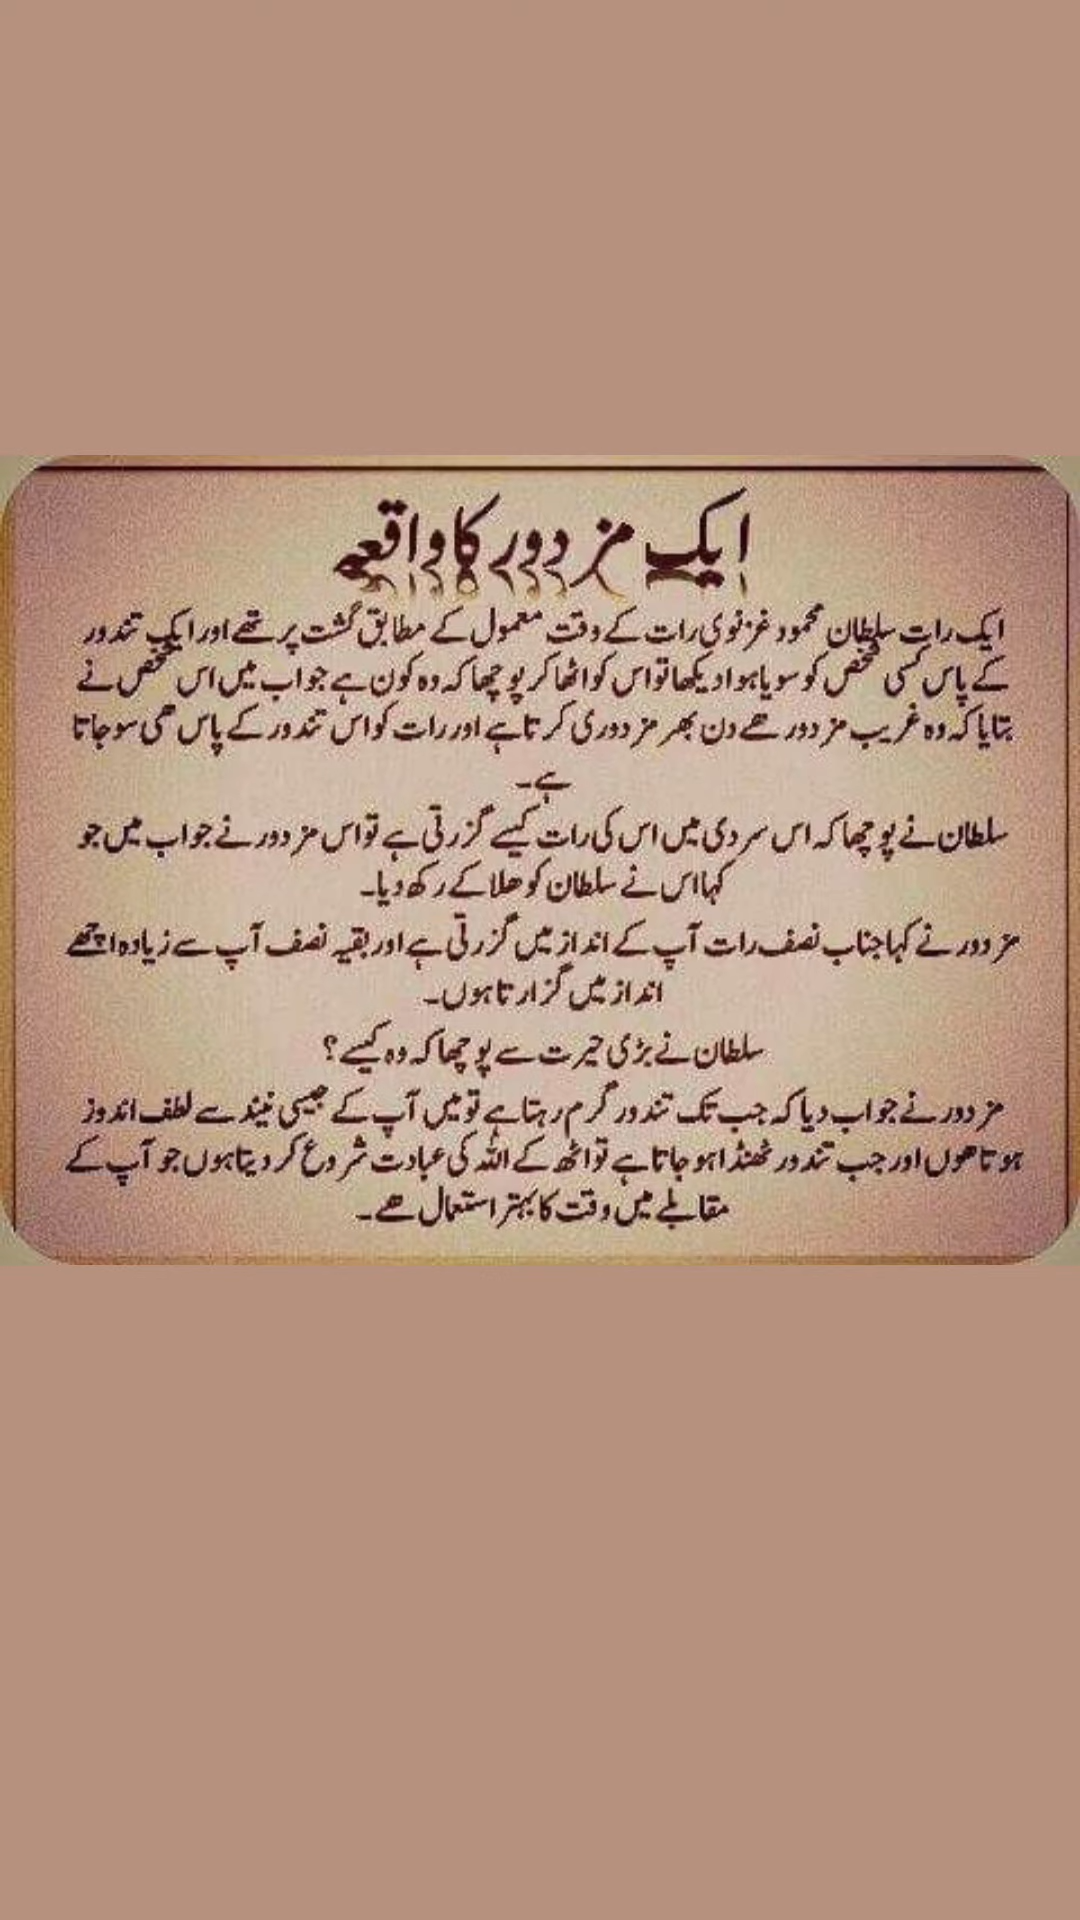 ایک مزدور کا واقعہ
ایک رات سلطان محمود غزنوی رات کے وقت معمول کے مطابق گشت پر تھے اور ایک تندور
کے پاس کسی شخص کو سویا ہوا دیکھا تو اس کو اٹھا کر پوچھا کہ وہ کون ہے جواب میں اس شخص نے
بتایا کہ وہ غریب مزدور ھے دن بھر مزدوری کرتا ہے اور رات کو اس تندور کے پاس ھی سو جاتا
ہے۔
سلطان نے پوچھا کہ اس سردی میں اس کی رات کیسے گزرتی ہے تو اس مزدور نے جواب میں جو
کہا اس نے سلطان کو ھلا کے رکھ دیا۔
مزدور نے کہا جناب نصف رات آپ کے انداز میں گزرتی ہے اور بقیہ نصف آپ سے زیادہ اچھے
انداز میں گزارتا ہوں۔
سلطان نے بڑی حیرت سے پوچھا کہ وہ کیسے؟
مزدور نے جواب دیا کہ جب تک تندور گرم رہتا ہے تو میں آپ کے جیسی نیند سے لطف اندوز
ہوتا ھوں اور جب تندور ٹھنڈا ہو جاتا ہے تو اٹھ کے اللہ کی عبادت شروع کر دیتا ہوں جو آپ کے
مقابلے میں وقت کا بہتر استعمال ھے۔